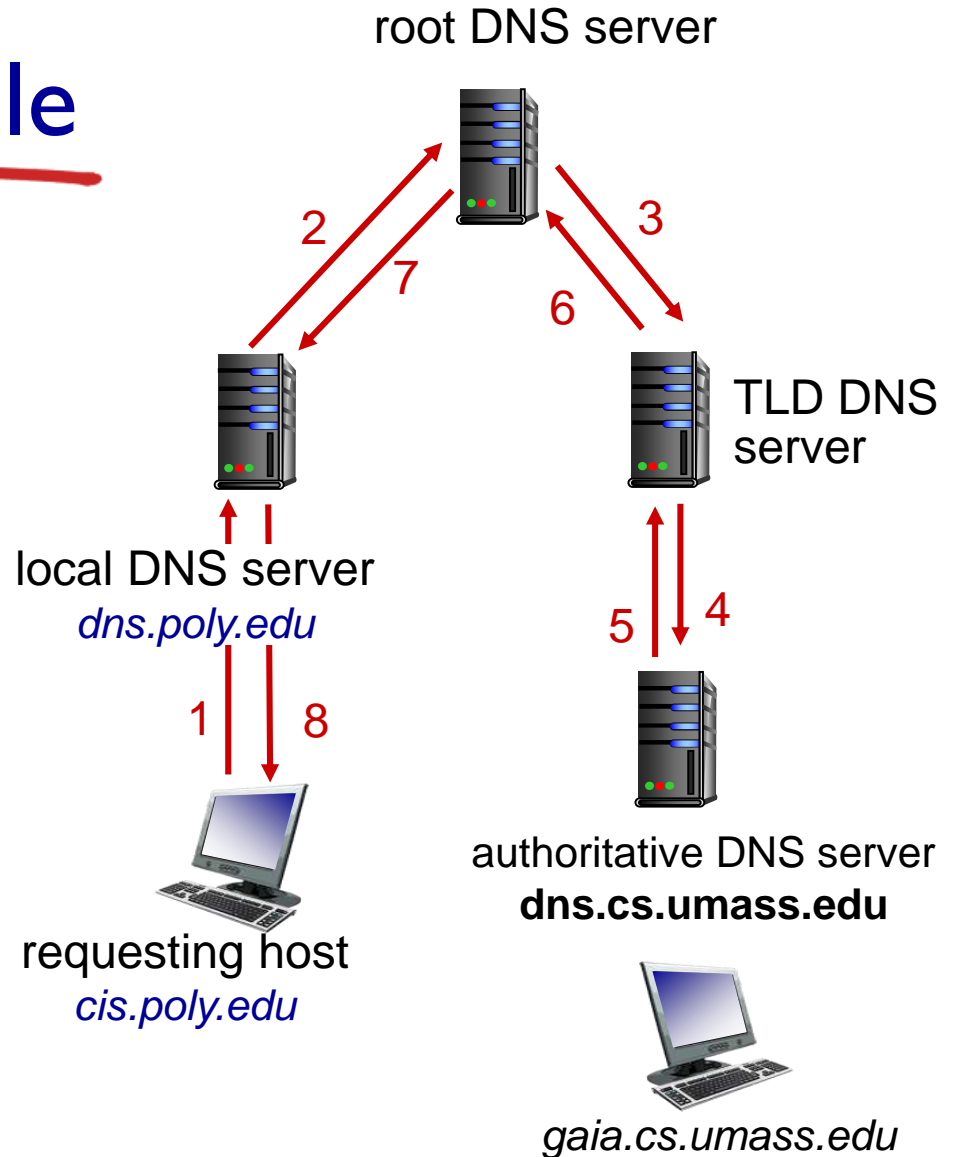 root DNS server
le
2
3
7
6
TLD DNS
server
local DNS server
dns.poly.edu
5
4
1
8
authoritative DNS server
dns.cs.umass.edu
requesting host
cis.poly.edu
gaia.cs.umass.edu